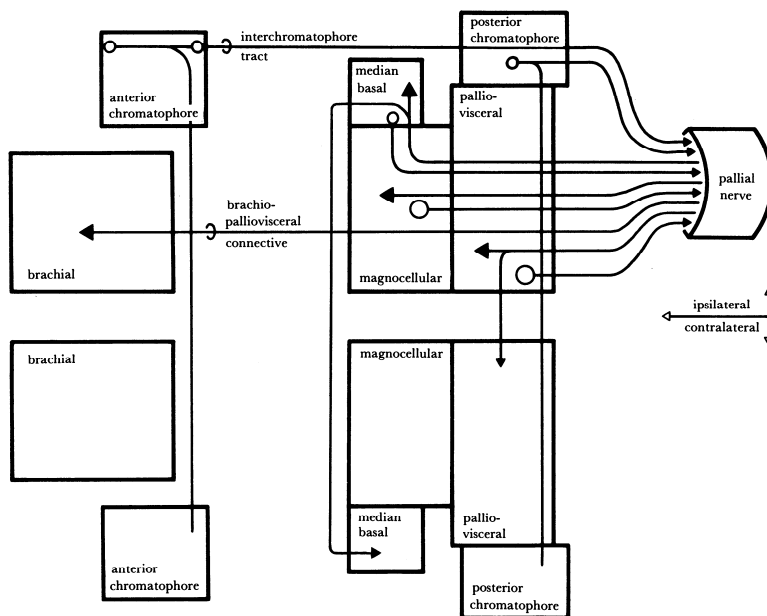 interchromatophore
tract
posterior
chromatophore
median
basal
anterior
chromatophore
pallio-
visceral
pallial
nerve
brachio-
palliovisceral
connective
brachial
magnocellular
ipsilateral
contralateral
brachial
magnocellular
median
basal
pallio-
visceral
anterior
chromatophore
posterior
chromatophore